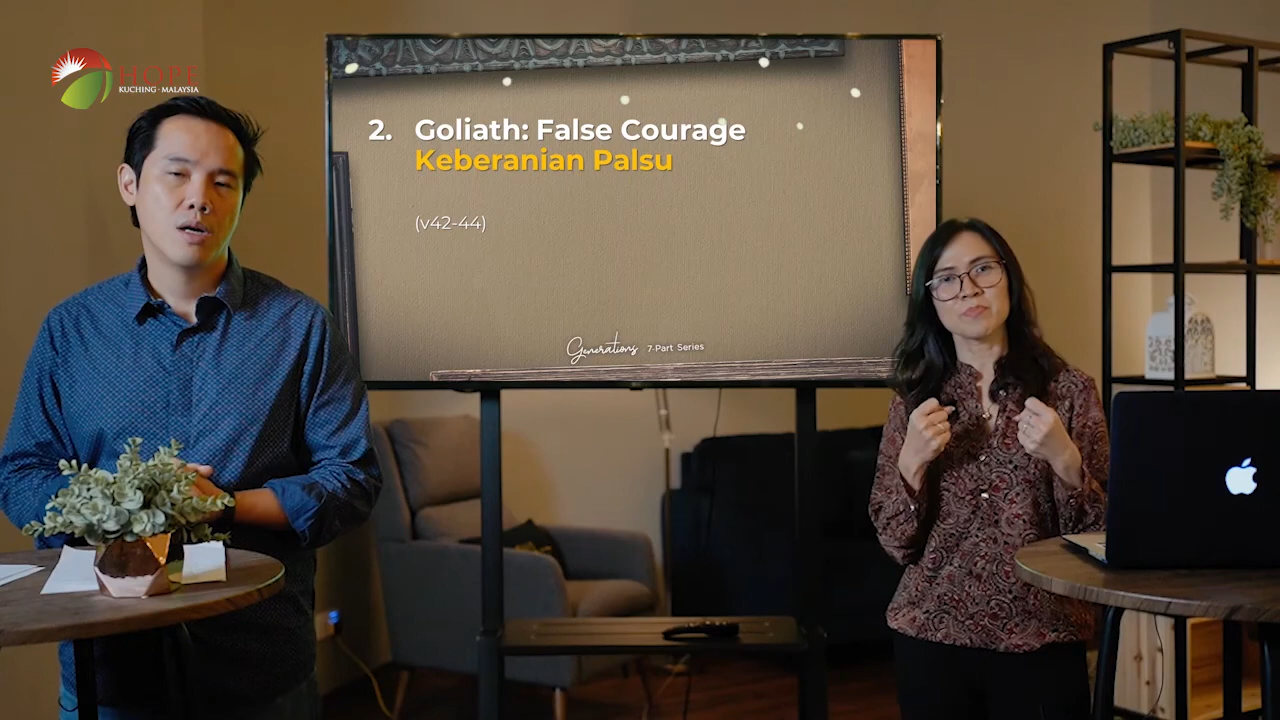 HOPE
KUCHING · MALAYSIA
2. Goliath: False Courage
Keberanian Palsu
(v42-44)
Generations 7-Part Series